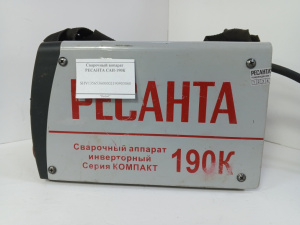 Сварочный аппарат
РЕСАНТА САИ 190К
РЕСАНТА
РЕСАНТА
Сварочный аппарат
инверторный
Серия КОМПАКТ
190К